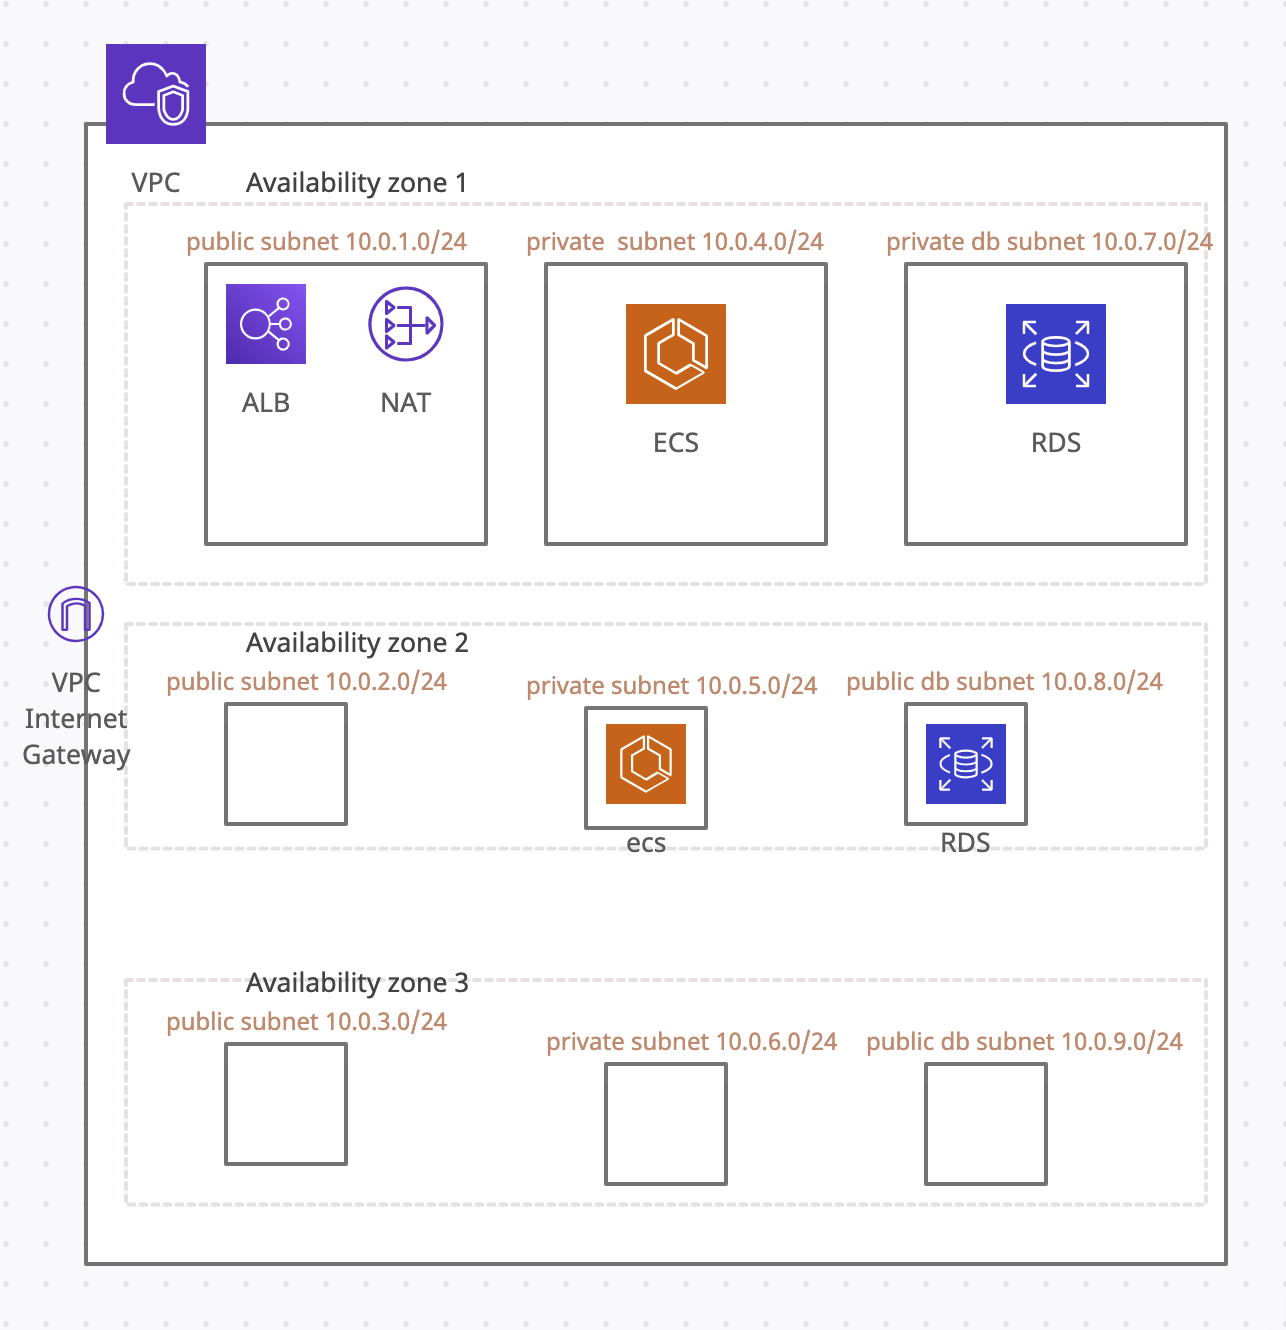 VPC
Availability zone 1
public subnet 10.0.1.0/24
private  subnet 10.0.4.0/24
private db subnet 10.0.7.0/24
ALB
NAT
ECS
RDS
VPC
Internet
Gateway
Availability zone 2
public subnet 10.0.2.0/24
private subnet 10.0.5.0/24
public db subnet 10.0.8.0/24
ecs
RDS
Availability zone 3
public subnet 10.0.3.0/24
private subnet 10.0.6.0/24
public db subnet 10.0.9.0/24